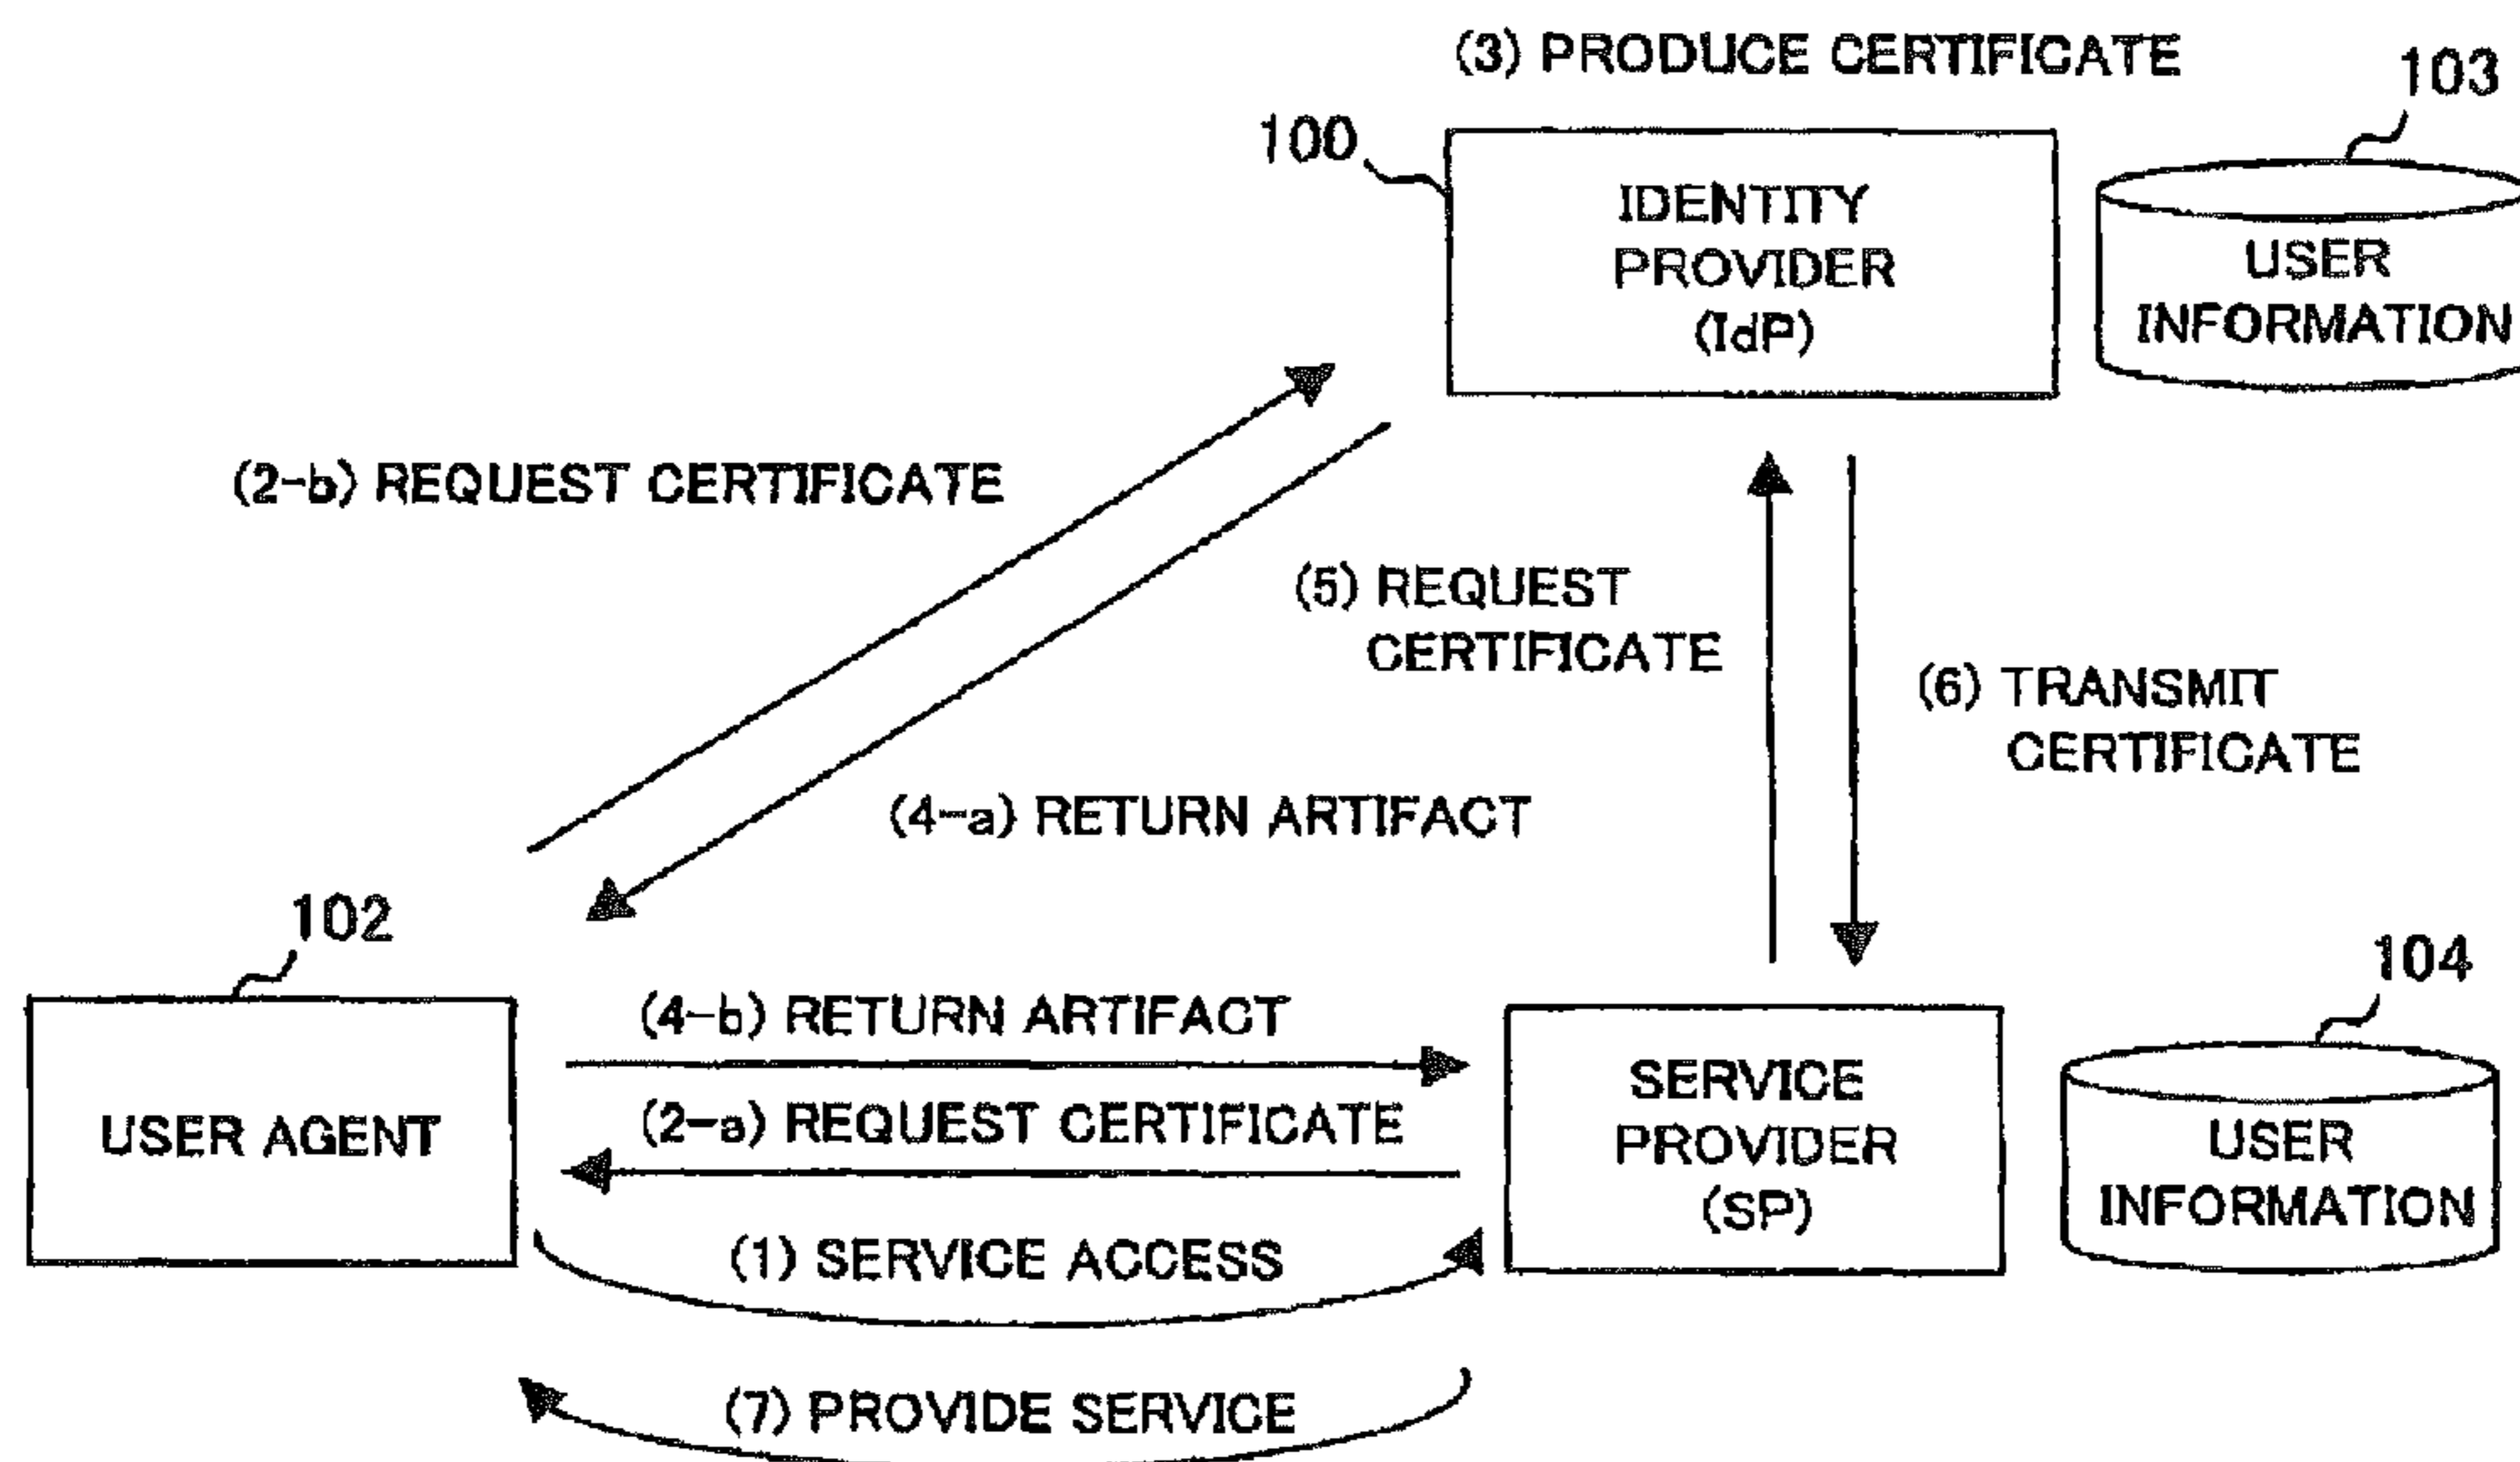 (3) PRODUCE CERTIFICATE
103
100
IDENTITY
PROVIDER
(IdP)
USER
INFORMATION
(2-b) REQUEST CERTIFICATE
(5) REQUEST
CERTIFICATE
(6) TRANSMIT
CERTIFICATE
(4-a) RETURN ARTIFACT
102
104
USER AGENT
(4-b) RETURN ARTIFACT
(2-a) REQUEST CERTIFICATE
(1) SERVICE ACCESS
(7) PROVIDE SERVICE
SERVICE
PROVIDER
(SP)
USER
INFORMATION